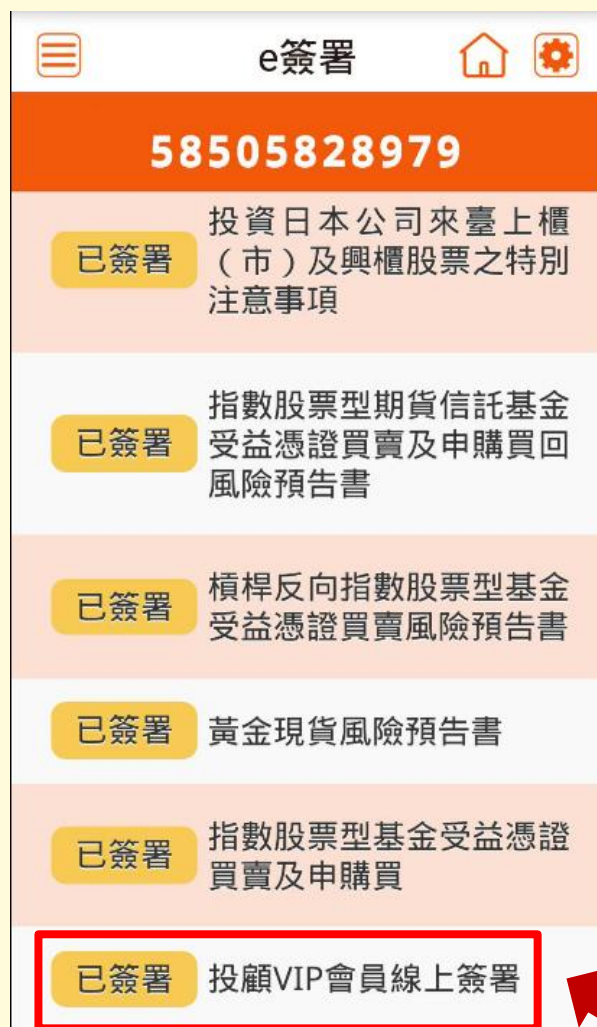 e簽署
58505828979
已簽署
投資日本公司來臺上櫃
（市）及興櫃股票之特別
注意事項
已簽署
指數股票型期貨信託基金
受益憑證買賣及申購買回
風險預告書
已簽署
槓桿反向指數股票型基金
受益憑證買賣風險預告書
已簽署
黃金現貨風險預告書
已簽署
指數股票型基金受益憑證
買賣及申購買
已簽署
投顧VIP會員線上簽署